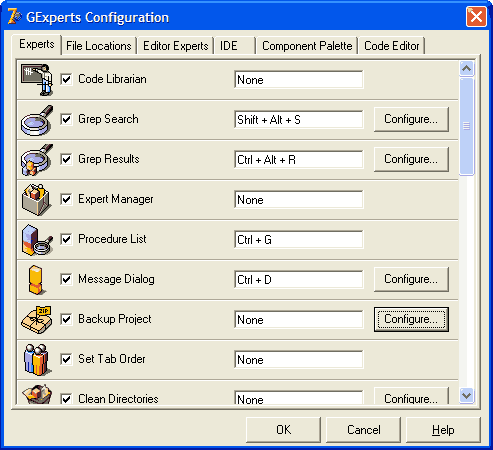 GExperts Configuration
Experts File Locations Editor Experts IDE Component Palette Code Editor
Code Librarian None
Grep Search Shift + Alt + S Configure...
Grep Results Ctrl + Alt + R Configure...
Expert Manager None
Procedure List Ctrl + G
Message Dialog Ctrl + D Configure...
ZIP
Backup Project None Configure...
Set Tab Order None
Clean Directories None Configure...
OK Cancel Help